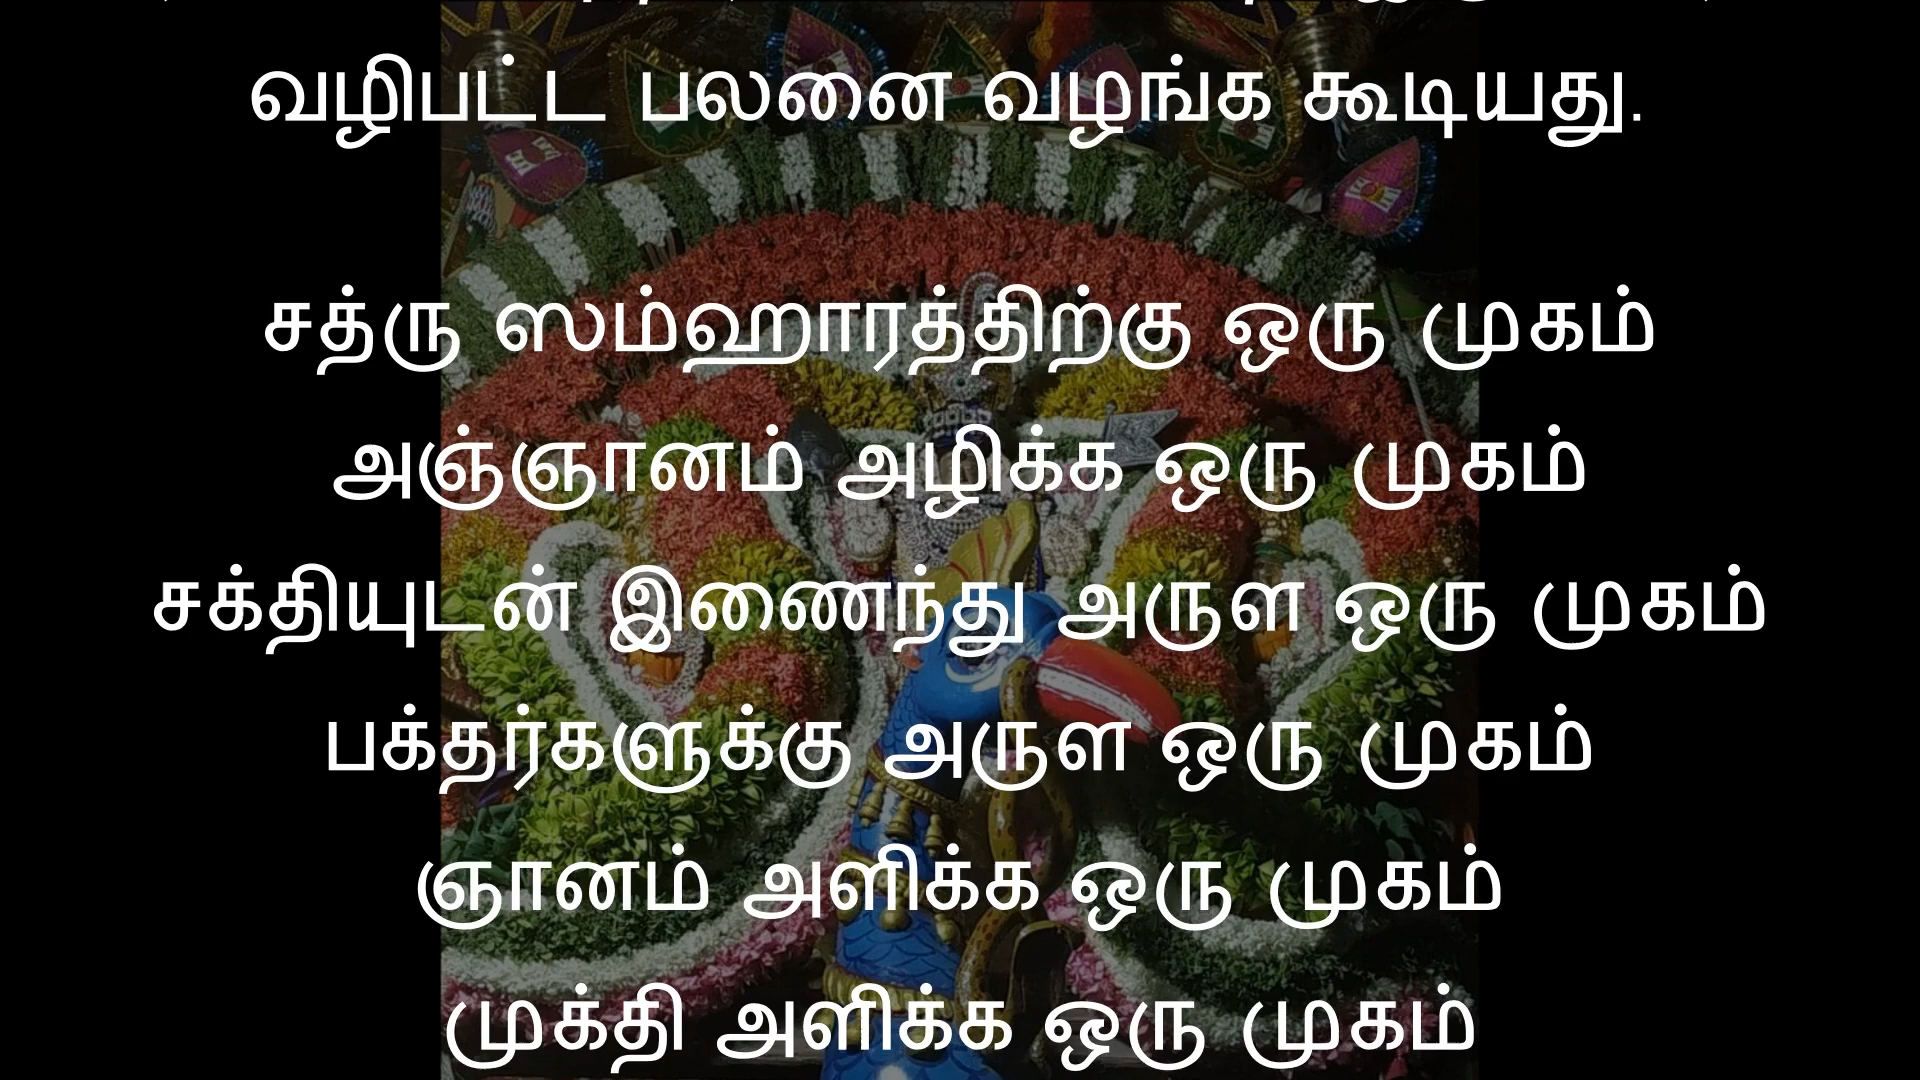 வழிபட்ட பலனை வழங்க கூடியது.
சத்ரு ஸம்ஹாரத்திற்கு ஒரு முகம்
அஞ்ஞானம் அழிக்க ஒரு முகம்
சக்தியுடன் இணைந்து அருள ஒரு முகம்
பக்தர்களுக்கு அருள ஒரு முகம்
ஞானம் அளிக்க ஒரு முகம்
முக்தி அளிக்க ஒரு முகம்